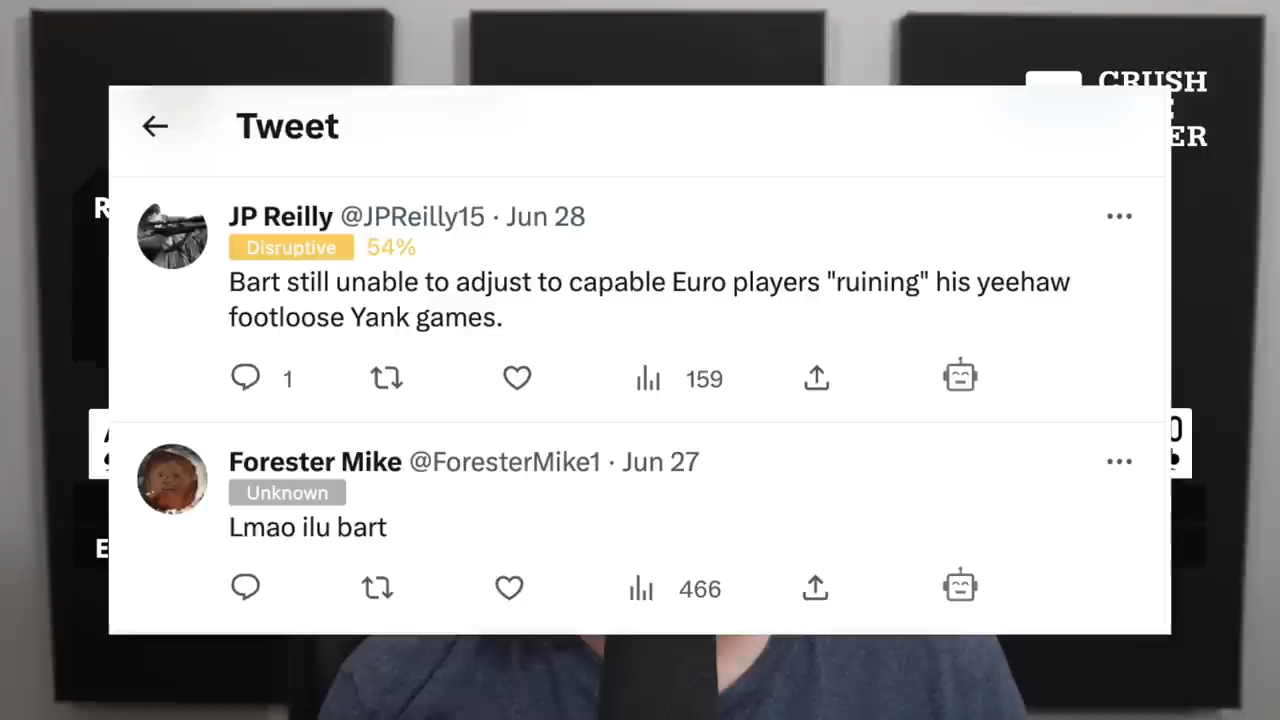 CRUSH
ER
Tweet
R
JP Reilly @JPReilly15 · Jun 28
Disruptive 54%
Bart still unable to adjust to capable Euro players "ruining" his yeehaw
footloose Yank games.
1
159
0
Forester Mike @ForesterMike1 · Jun 27
Unknown
Lmao ilu bart
E
466